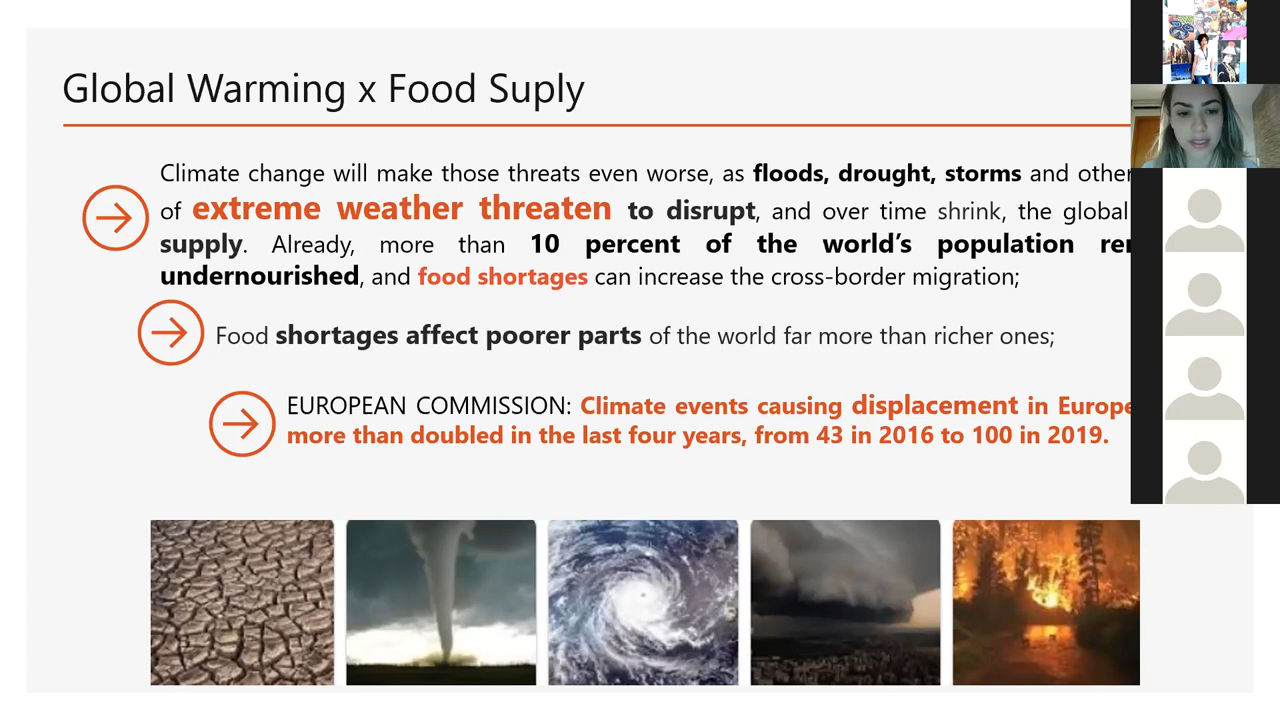 Global Warming x Food Suply
Climate change will make those threats even worse, as floods, drought, storms and other
of extreme weather threaten to disrupt, and over time shrink, the global
supply. Already, more than 10 percent of the world's population
undernourished, and food shortages can increase the cross-border migration;
Food shortages affect poorer parts of the world far more than richer ones;
EUROPEAN COMMISSION: Climate events causing displacement in Europe
more than doubled in the last four years, from 43 in 2016 to 100 in 2019.